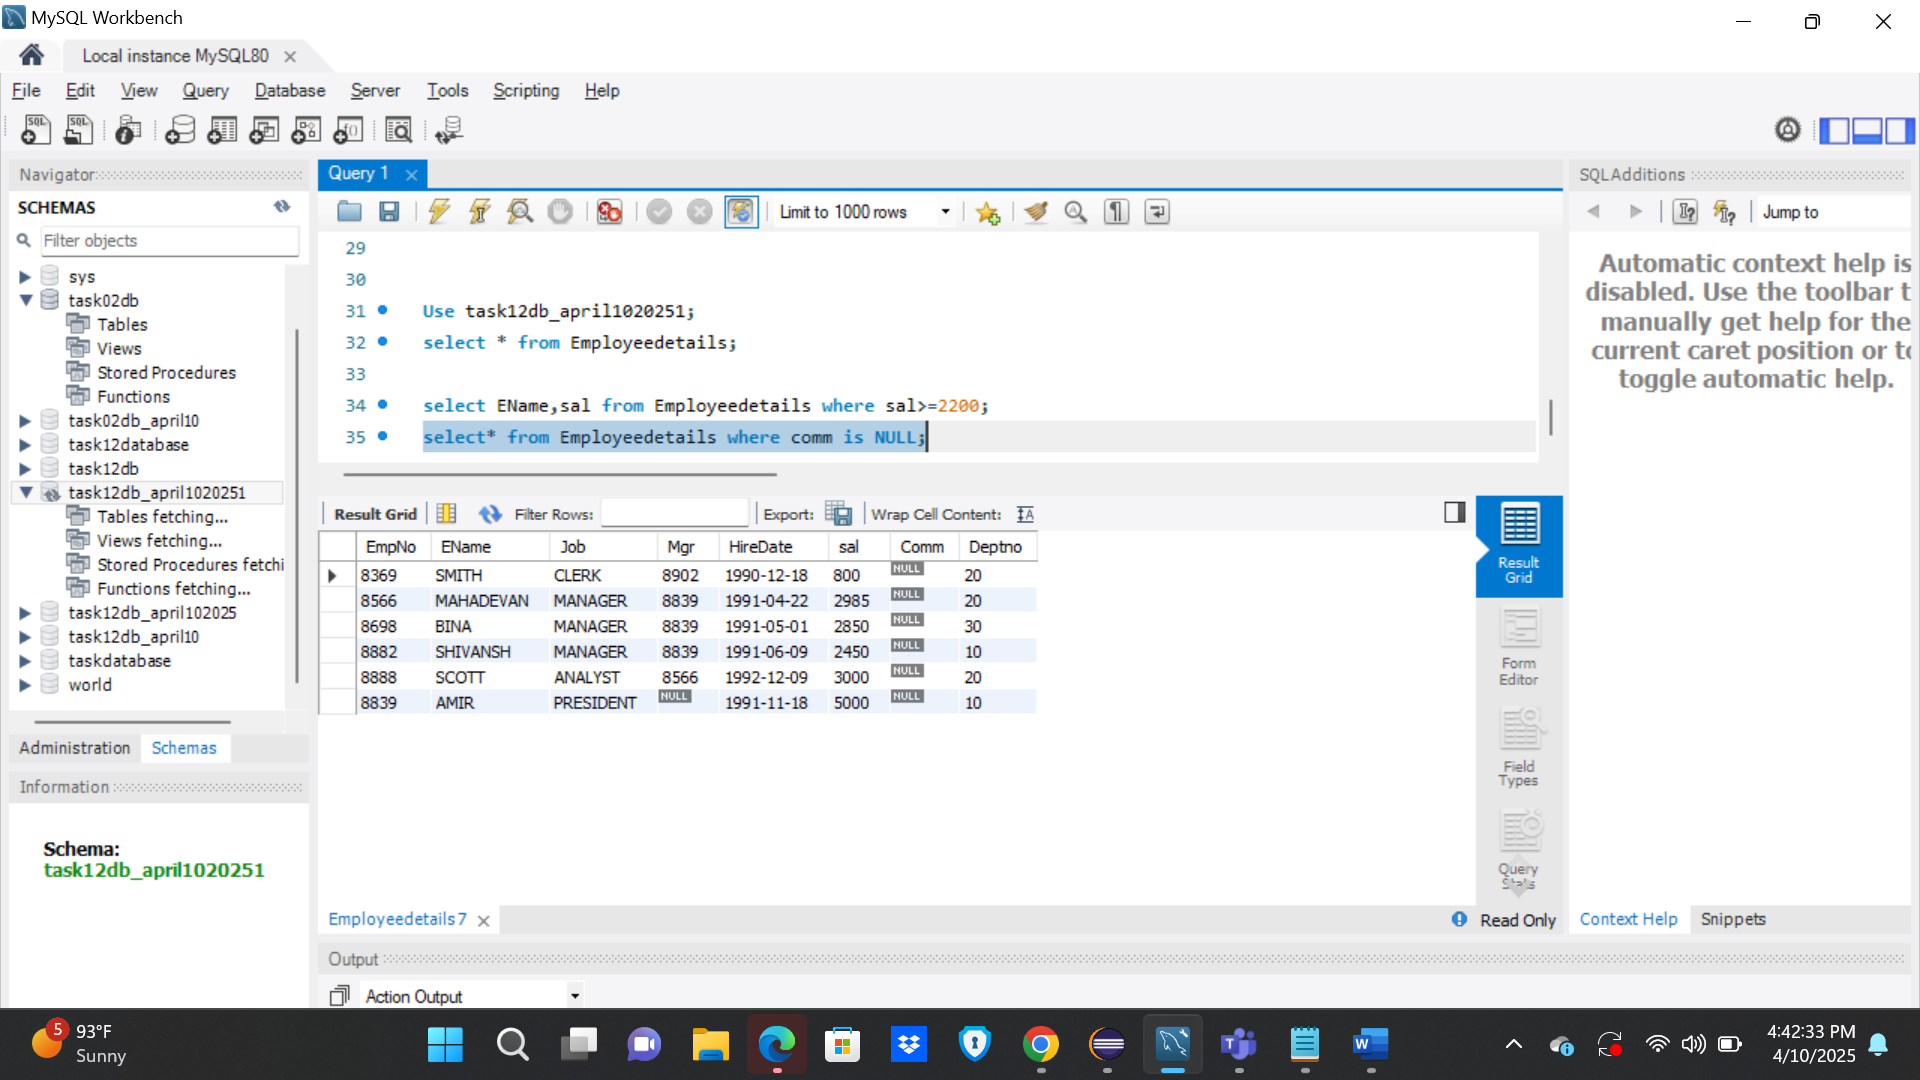 MySQL Workbench
Local instance MySQL80
File Edit View Query Database Server Tools Scripting Help
Navigator
SCHEMAS
Filter objects
sys
task02db
Tables
Views
Stored Procedures
Functions
task02db_april10
task12database
task12db
task12db_april1020251
Tables fetching...
Views fetching...
Stored Procedures fetchi
Functions fetching...
task12db_april102025
task12db_april10
taskdatabase
world
Administration Schemas
Information
Schema:
task12db_april1020251
Query 1
Limit to 1000 rows
29
30
31 Use task12db_april1020251;
32 select * from Employeedetails;
33
34 select EName,sal from Employeedetails where sal>=2200;
35 select* from Employeedetails where comm is NULL;
Result Grid Filter Rows: Export: Wrap Cell Content:
EmpNo EName Job Mgr HireDate sal Comm Deptno
8369 SMITH CLERK 8902 1990-12-18 800 NULL 20
8566 MAHADEVAN MANAGER 8839 1991-04-22 2985 NULL 20
8698 BINA MANAGER 8839 1991-05-01 2850 NULL 30
8882 SHIVANSH MANAGER 8839 1991-06-09 2450 NULL 10
8888 SCOTT ANALYST 8566 1992-12-09 3000 NULL 20
8839 AMIR PRESIDENT NULL 1991-11-18 5000 NULL 10
Result
Grid
Form
Editor
Field
Types
Query
Stats
Employeedetails 7
Read Only
Output
Action Output
SQLAdditions
Jump to
Automatic context help is
disabled. Use the toolbar t
manually get help for the
current caret position or to
toggle automatic help.
Context Help Snippets
5
93°F
Sunny
4:42:33 PM
4/10/2025